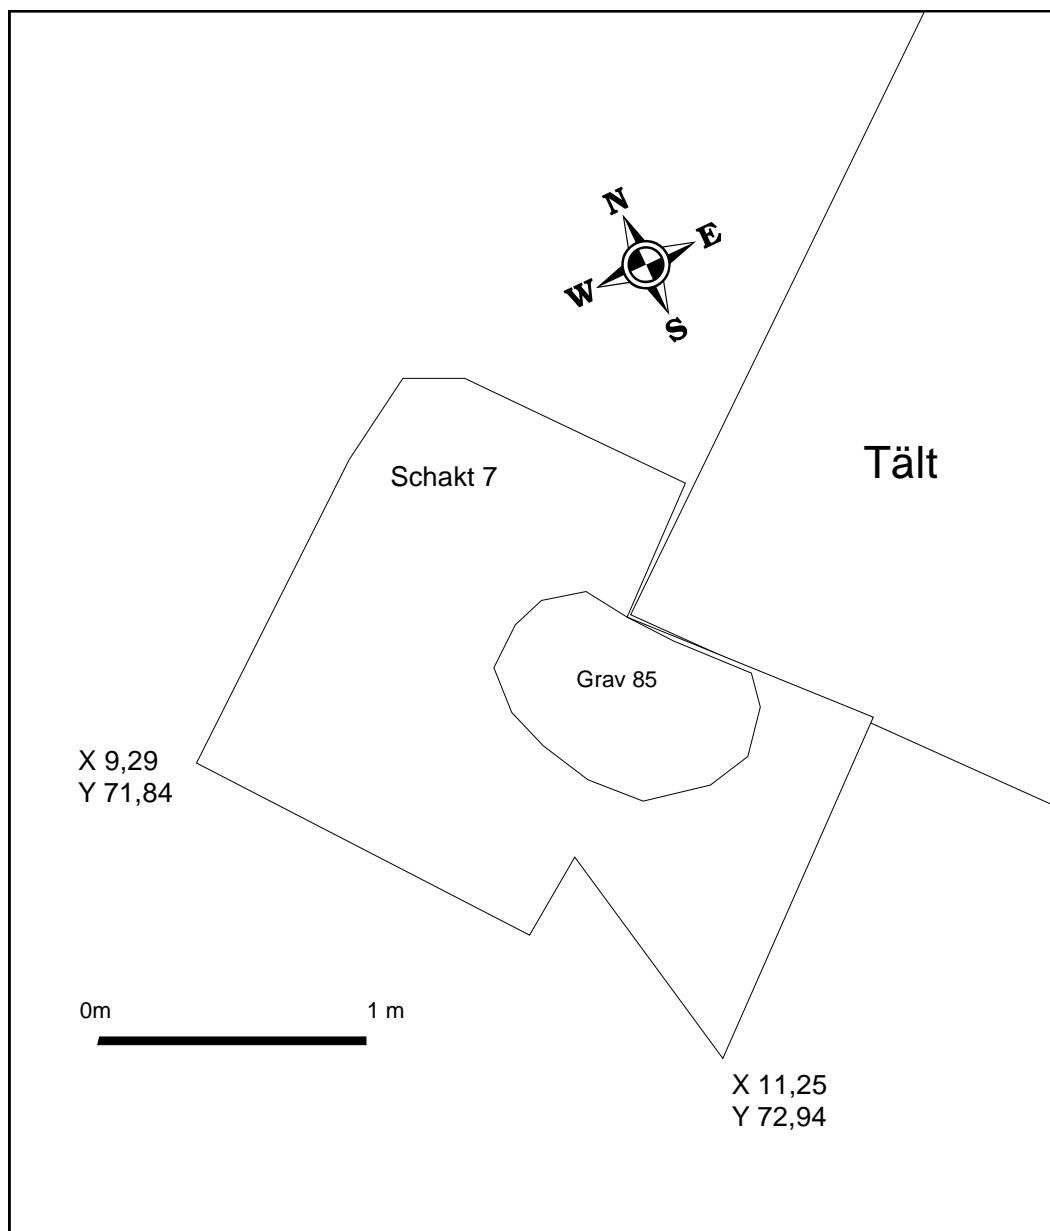 N
E
W
S
Tält
Schakt 7
Grav 85
X 9,29
Y 71,84
0m 1 m
X 11,25
Y 72,94